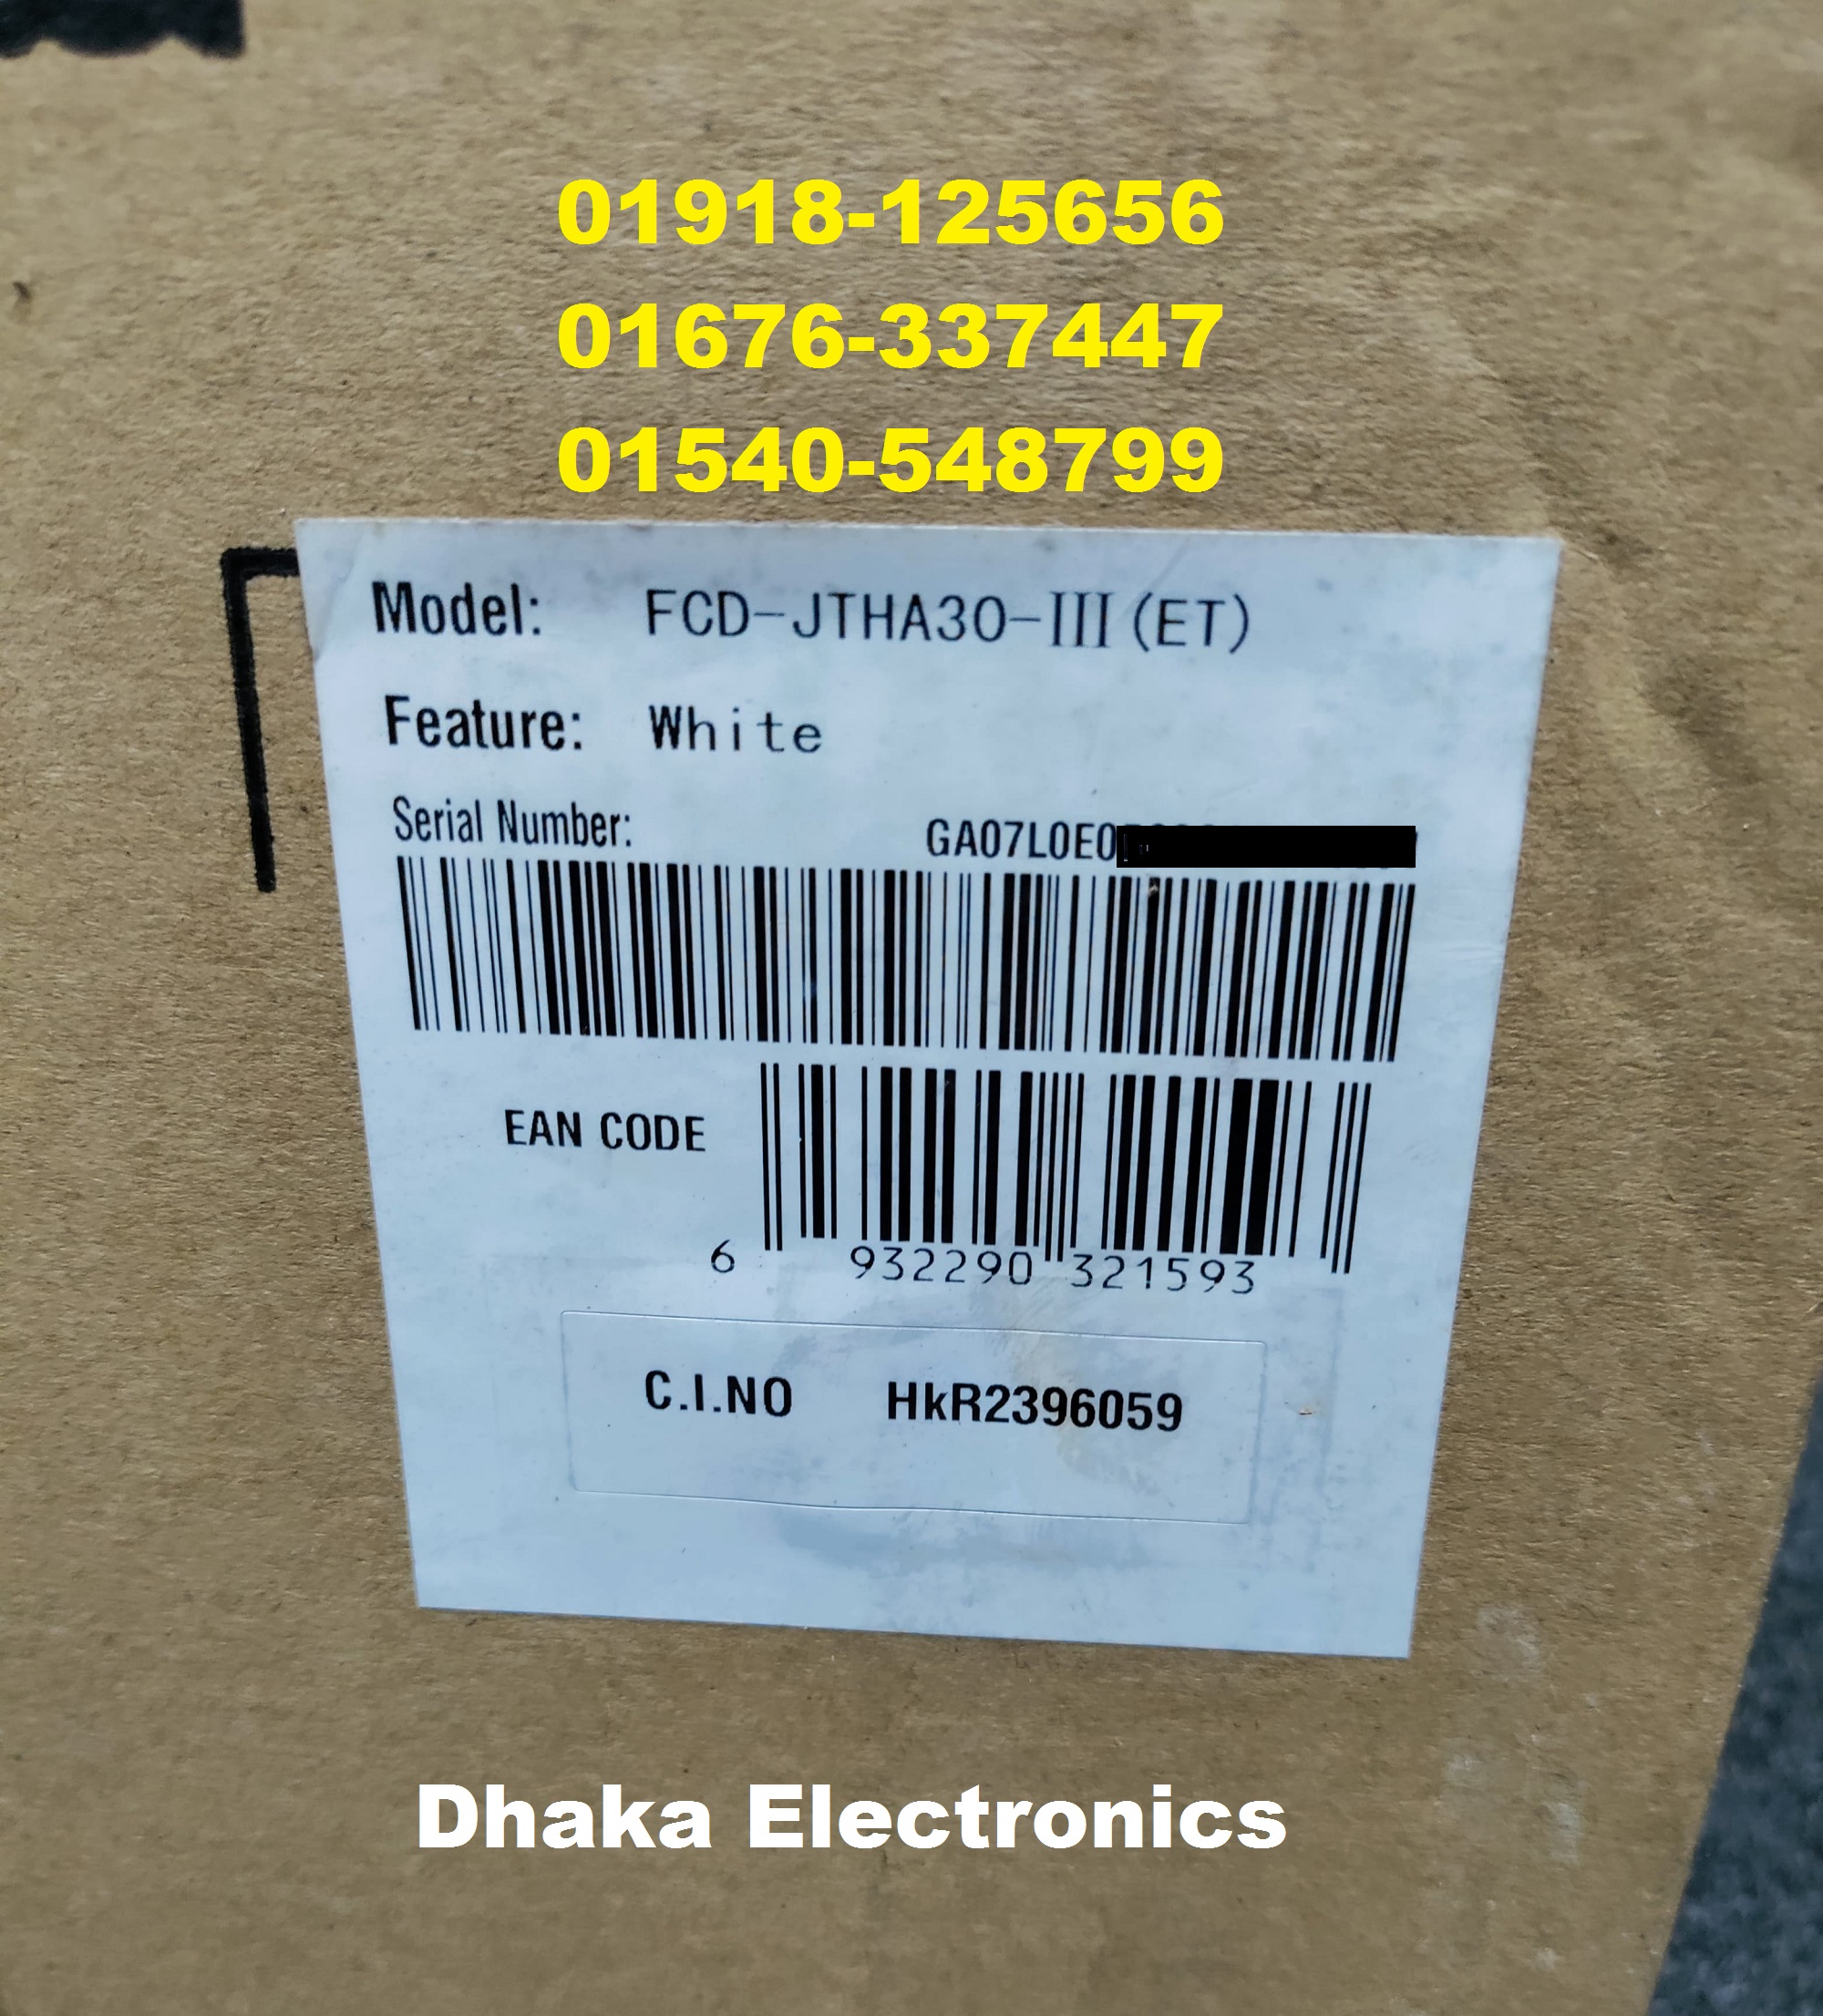 01918-125656
01676-337447
01540-548799
Model: FCD-JTHA30-III(ET)
Feature: White
Serial Number: GA07L0E0
EAN CODE
6 932290 321593
C.I.NO HkR2396059
Dhaka Electronics